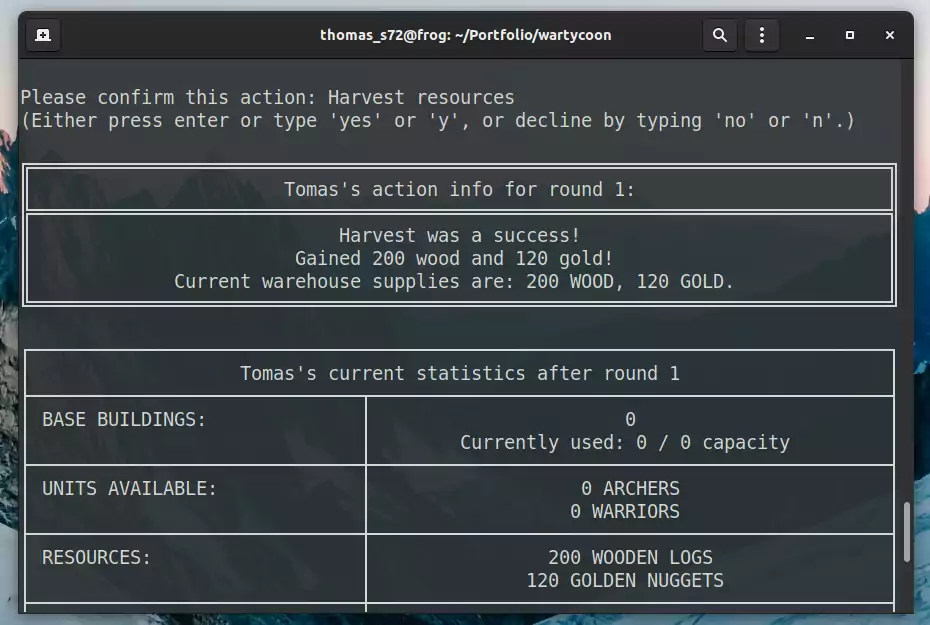 thomas_s72@frog: ~/Portfolio/wartycoon
Please confirm this action: Harvest resources
(Either press enter or type 'yes' or 'y', or decline by typing 'no' or 'n'.)
Tomas's action info for round 1:
Harvest was a success!
Gained 200 wood and 120 gold!
Current warehouse supplies are: 200 WOOD, 120 GOLD.
Tomas's current statistics after round 1
BASE BUILDINGS: 0
Currently used: 0 / 0 capacity
UNITS AVAILABLE: 0 ARCHERS
0 WARRIORS
RESOURCES: 200 WOODEN LOGS
120 GOLDEN NUGGETS